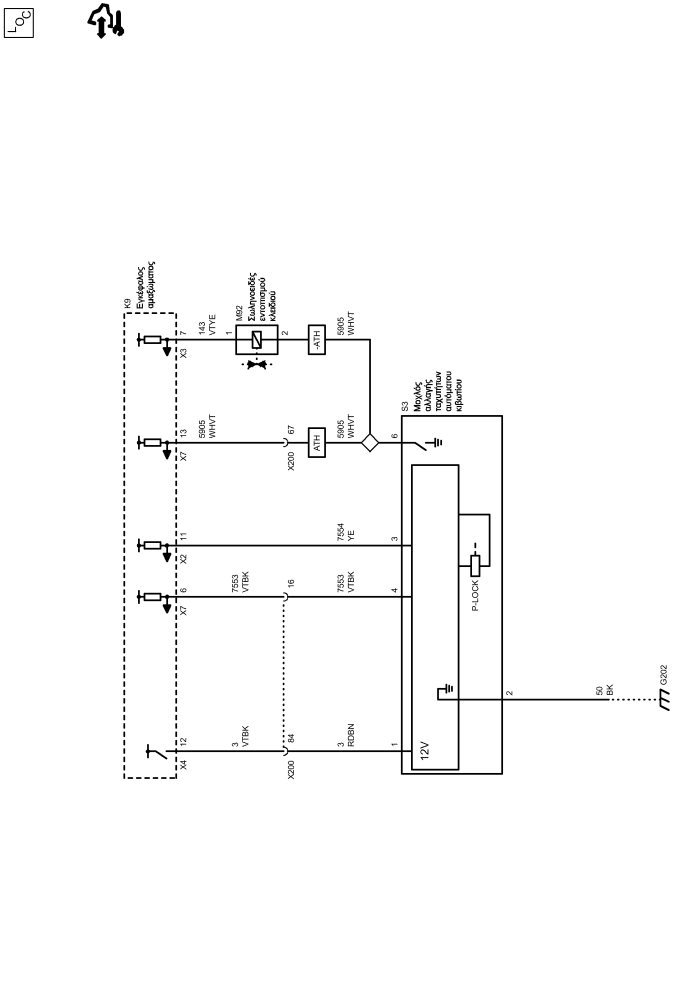 LOC
K9
Εγκέφαλος
αμαξώματος
7
X3
143
VTYE
1
M92
Σωληνοειδές
εντοπισμού
κλειδιού
2
-ATH
5905
WHVT
13
X7
5905
WHVT
67
X200
ATH
5905
WHVT
6
S3
Μοχλός
αλλαγής
ταχυτήτων
αυτόματου
κιβωτίου
11
X2
7554
YE
3
6
X7
7553
VTBK
16
7553
VTBK
4
P-LOCK
12
X4
3
VTBK
84
X200
3
RDBN
1
12V
2
50
BK
G202